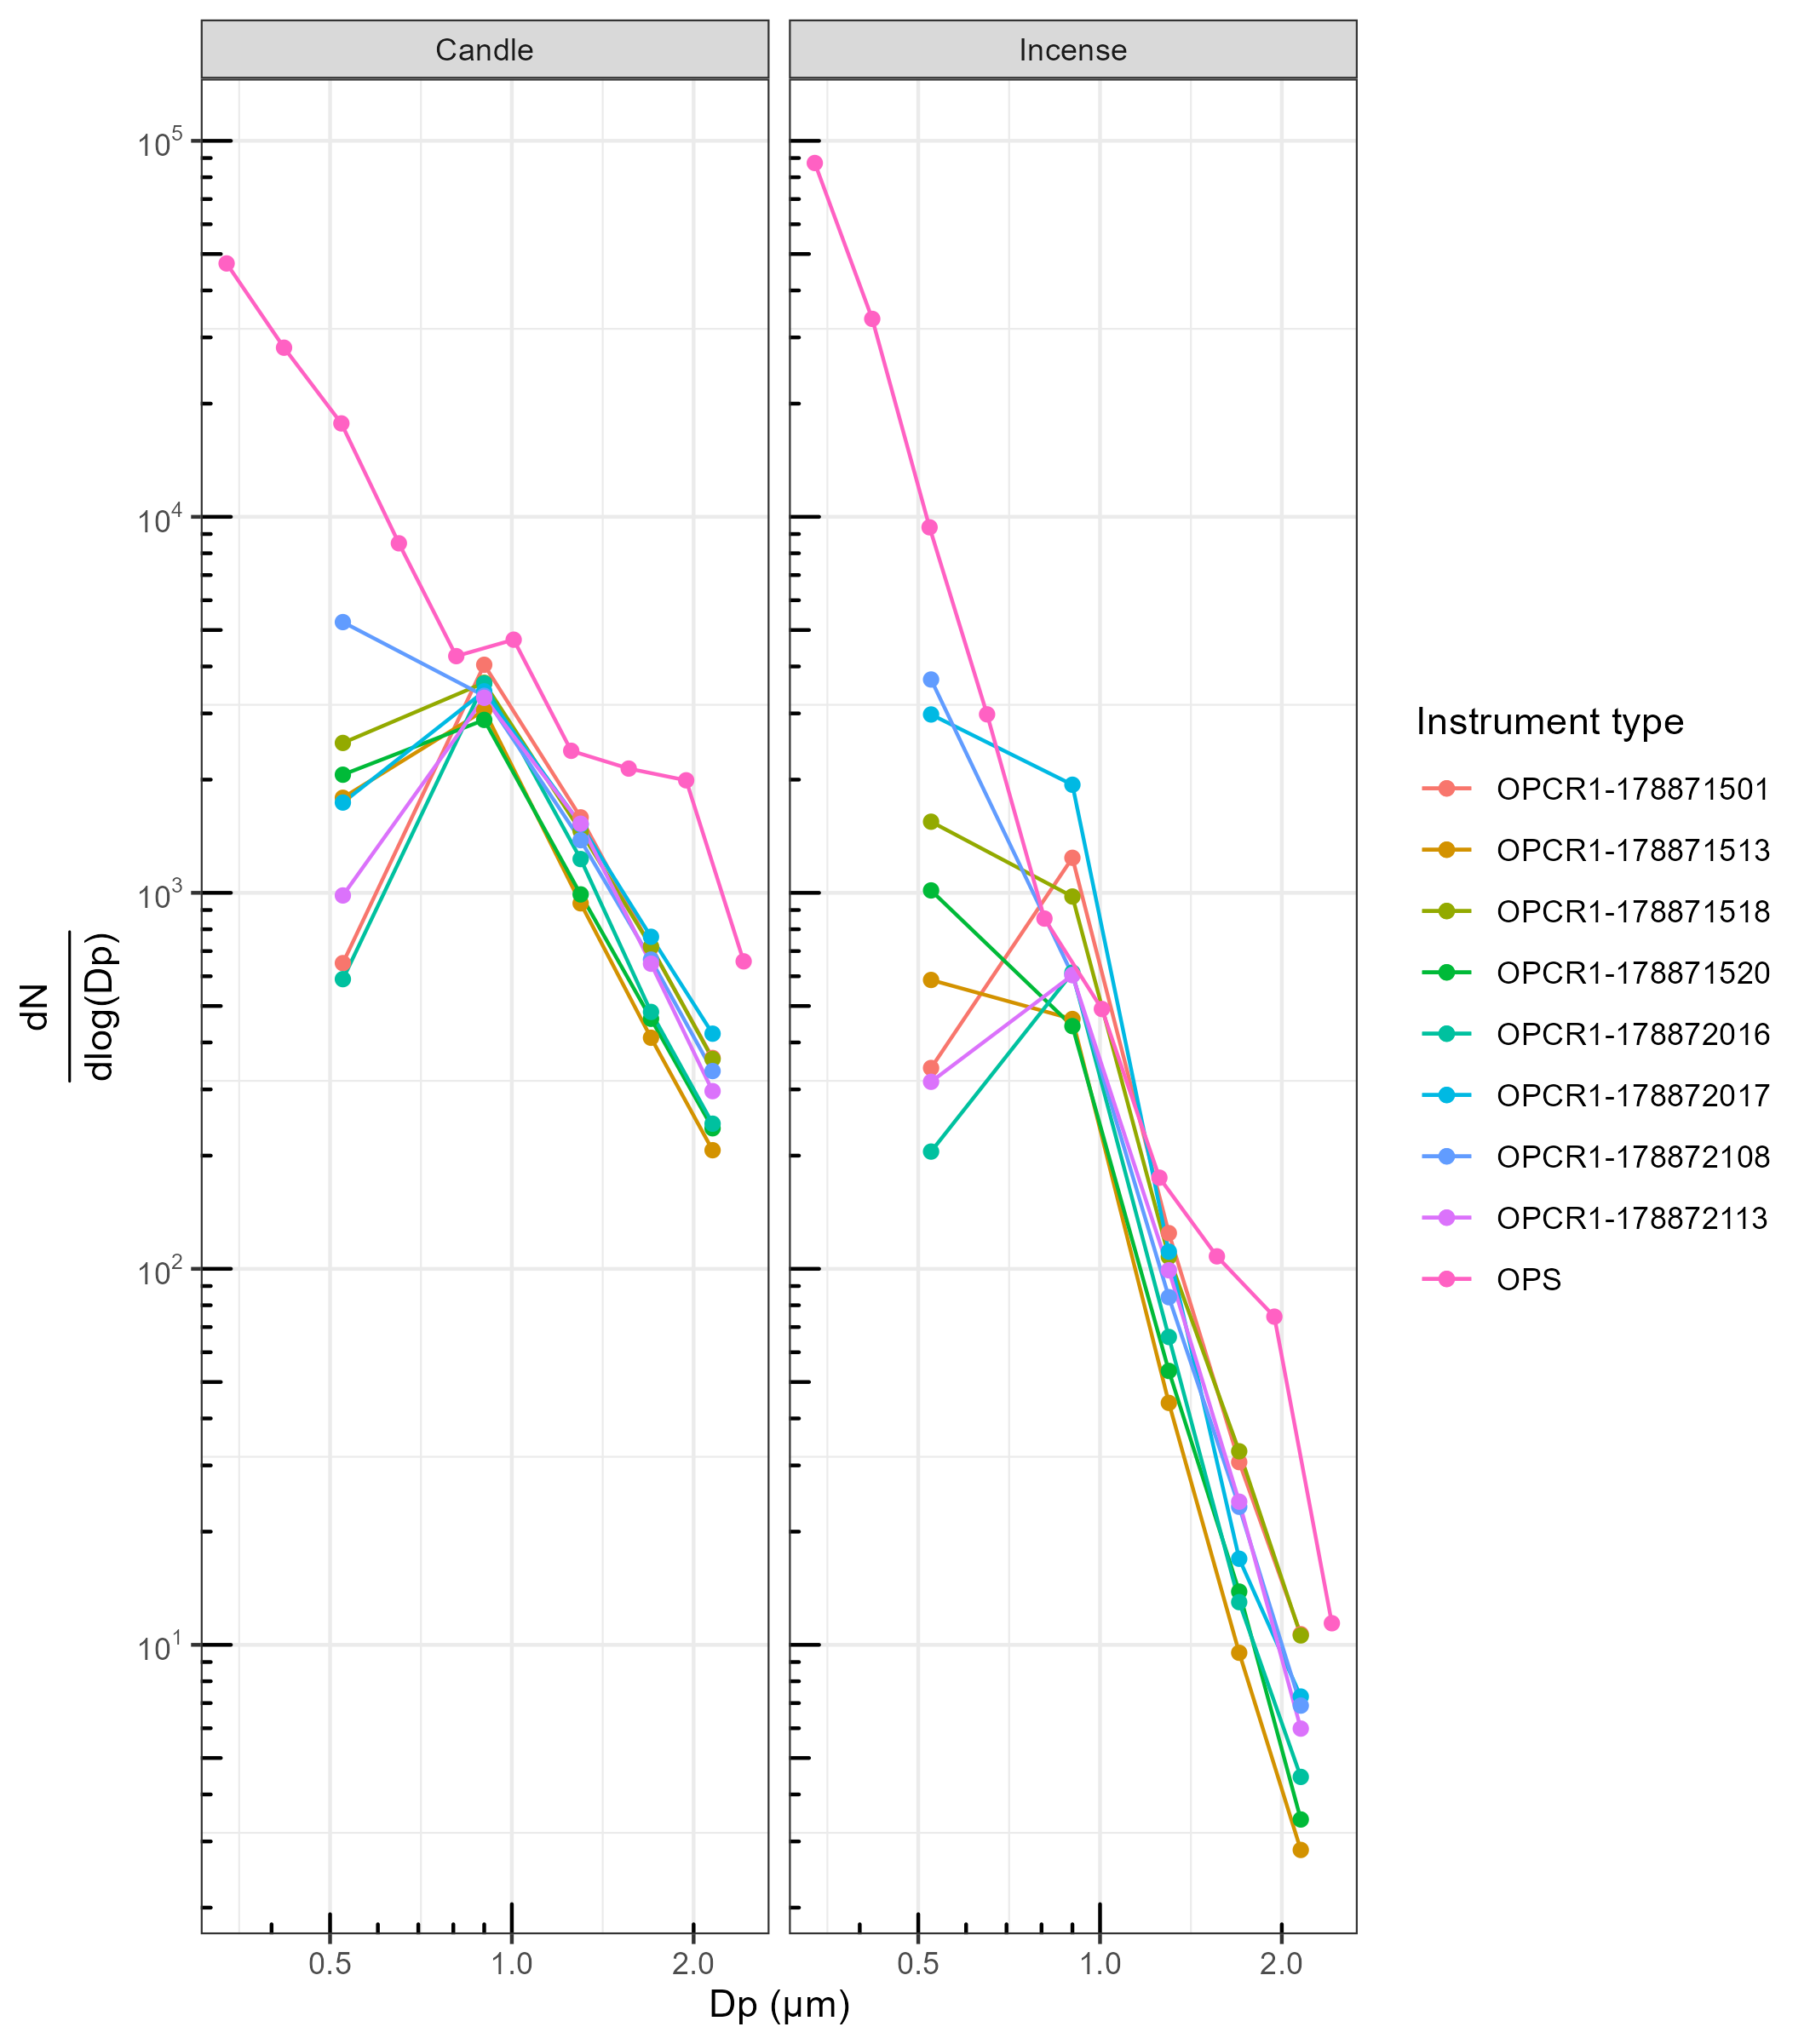 Candle
Incense
10^5
10^4
10^3
10^2
10^1
dN
dlog(Dp)
0.5 1.0 2.0
0.5 1.0 2.0
Dp (μm)
Instrument type
OPCR1-178871501
OPCR1-178871513
OPCR1-178871518
OPCR1-178871520
OPCR1-178872016
OPCR1-178872017
OPCR1-178872108
OPCR1-178872113
OPS